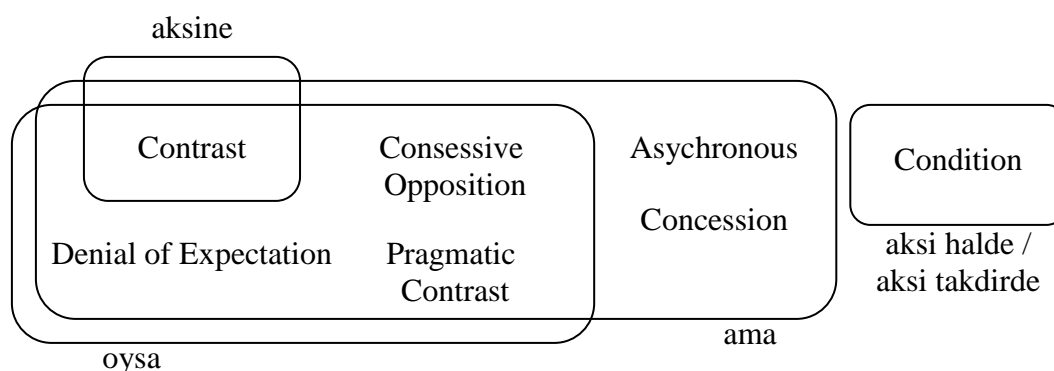 aksine
Contrast
Consessive
Opposition
Asychronous
Condition
Concession
Denial of Expectation
Pragmatic
Contrast
aksi halde /
aksi takdirde
ama
oysa